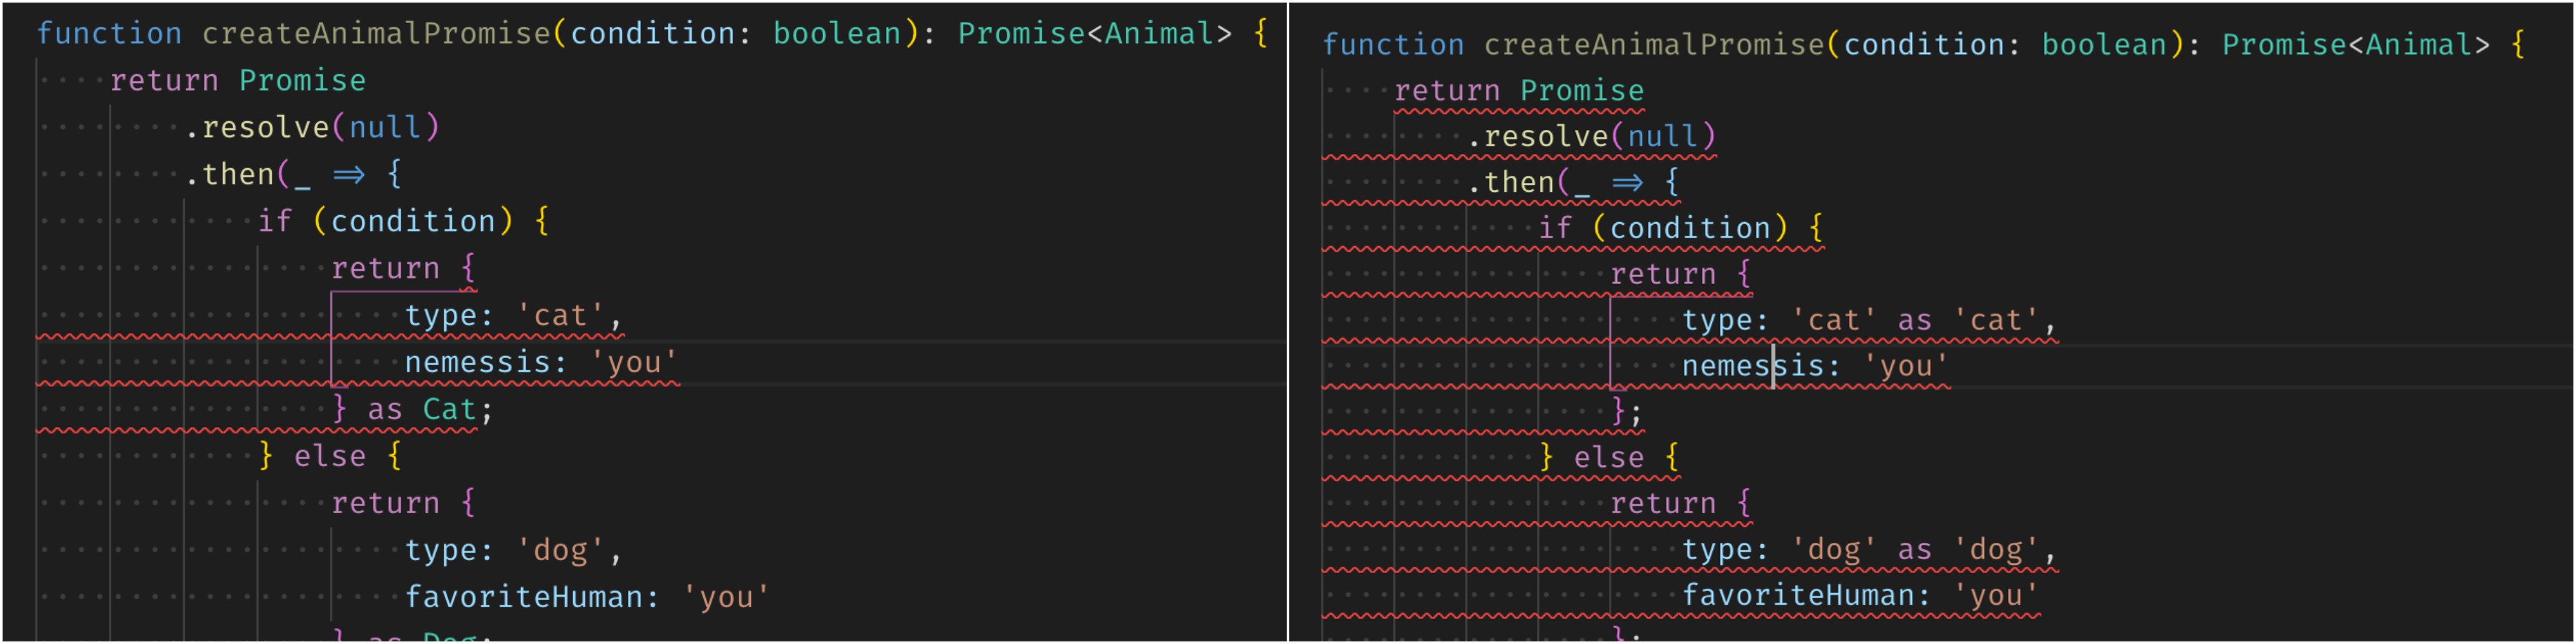 function createAnimalPromise(condition: boolean): Promise<Animal> {
    return Promise
        .resolve(null)
        .then(_ => {
            if (condition) {
                return {
                    type: 'cat',
                    nemessis: 'you'
                } as Cat;
            } else {
                return {
                    type: 'dog',
                    favoriteHuman: 'you'
                } as Dog;
function createAnimalPromise(condition: boolean): Promise<Animal> {
    return Promise
        .resolve(null)
        .then(_ => {
            if (condition) {
                return {
                    type: 'cat' as 'cat',
                    nemessis: 'you'
                };
            } else {
                return {
                    type: 'dog' as 'dog',
                    favoriteHuman: 'you'
                };